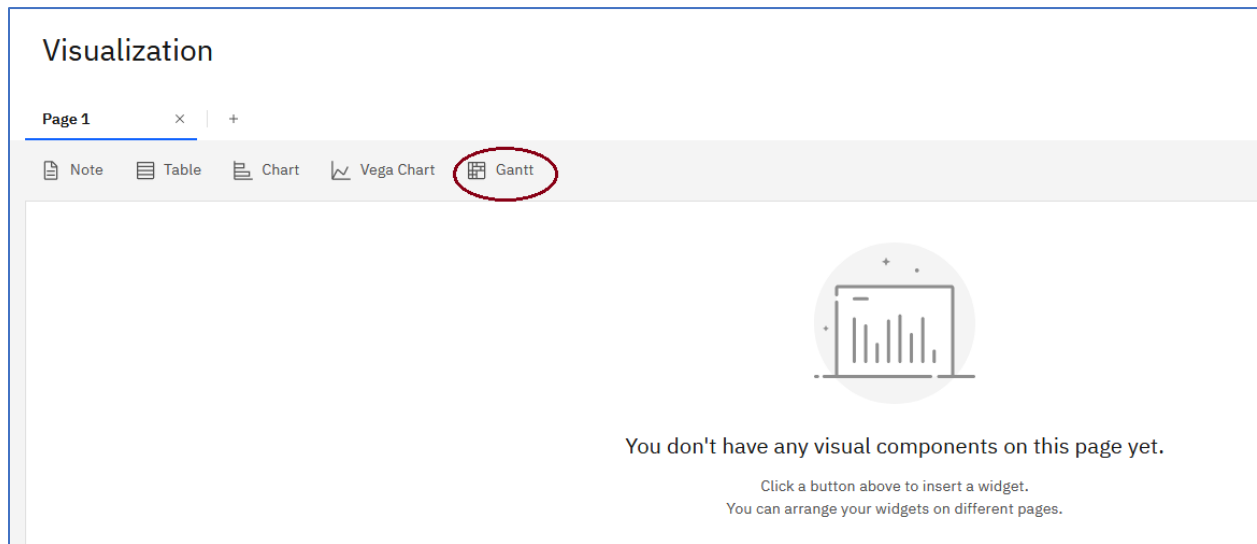 Visualization
Page 1 × +
Note Table Chart Vega Chart Gantt
You don't have any visual components on this page yet.
Click a button above to insert a widget.
You can arrange your widgets on different pages.